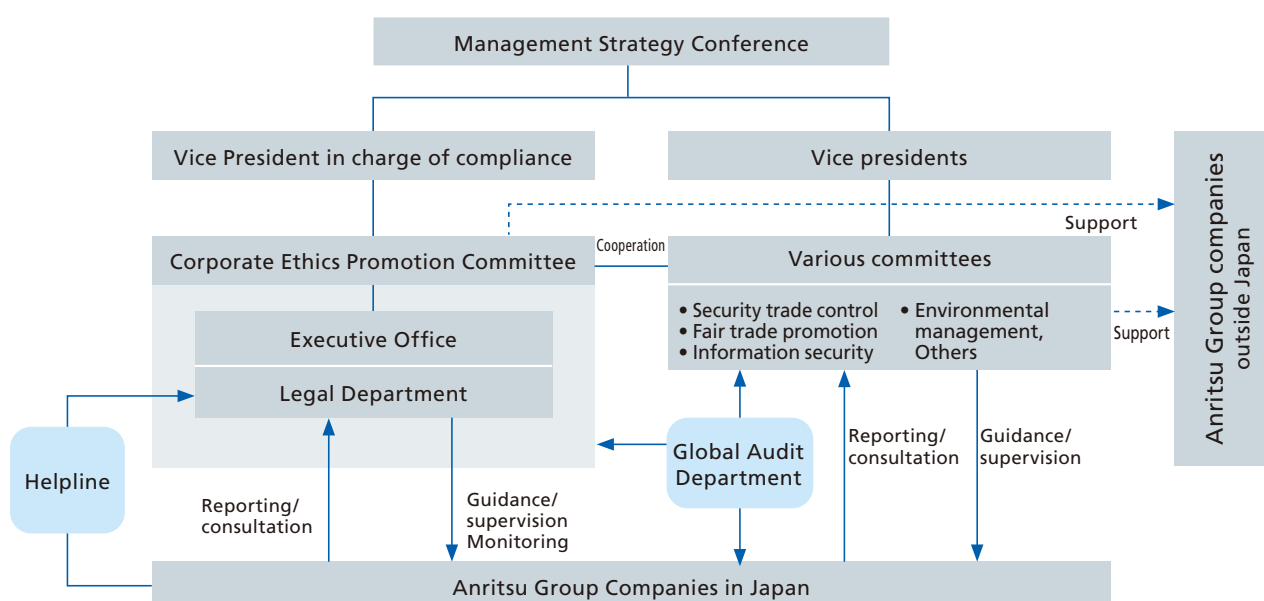 Management Strategy Conference
Vice President in charge of compliance
Vice presidents
Anritsu Group companies
outside Japan
Support
Cooperation
Corporate Ethics Promotion Committee
Various committees
• Security trade control
• Fair trade promotion
• Information security
• Environmental
management,
Others
Support
Executive Office
Legal Department
Helpline
Global Audit
Department
Reporting/
consultation
Guidance/
supervision
Reporting/
consultation
Guidance/
supervision
Monitoring
Anritsu Group Companies in Japan